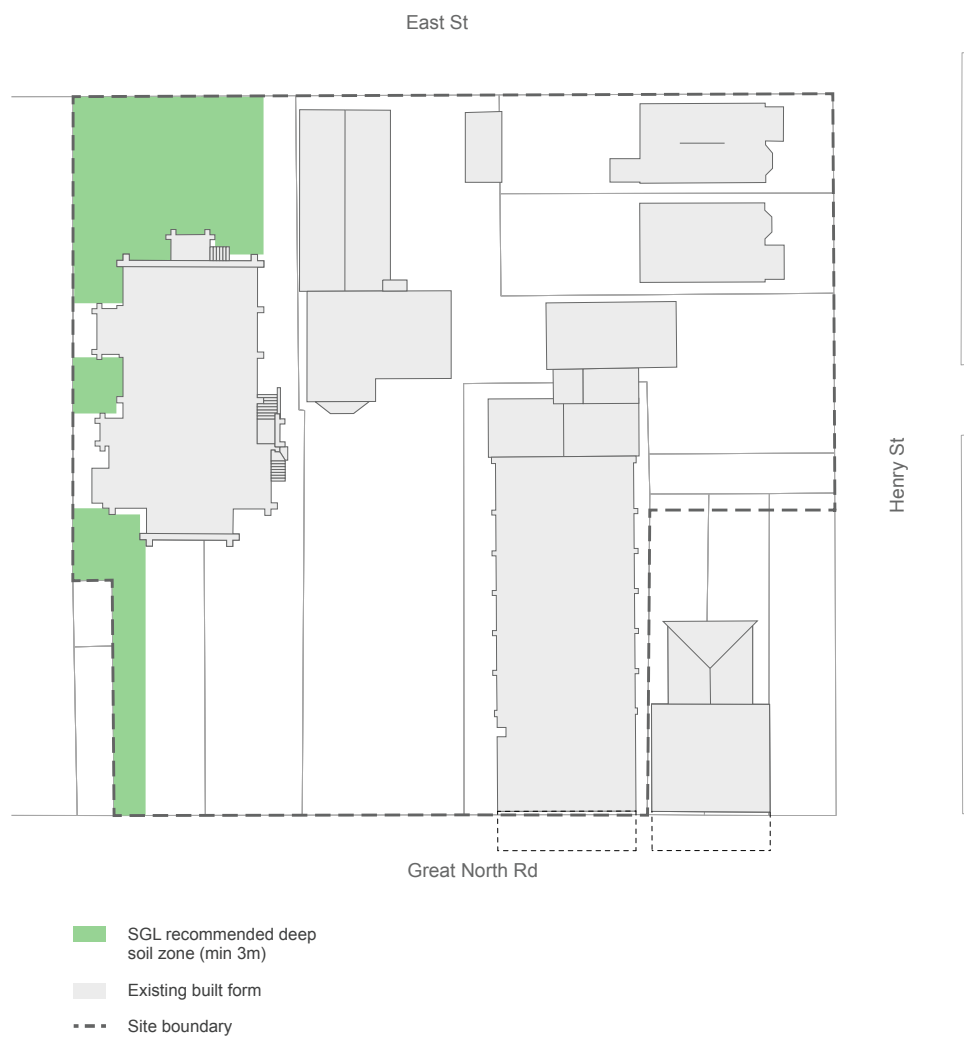 East St
Henry St
Great North Rd
SGL recommended deep
soil zone (min 3m)
Existing built form
Site boundary